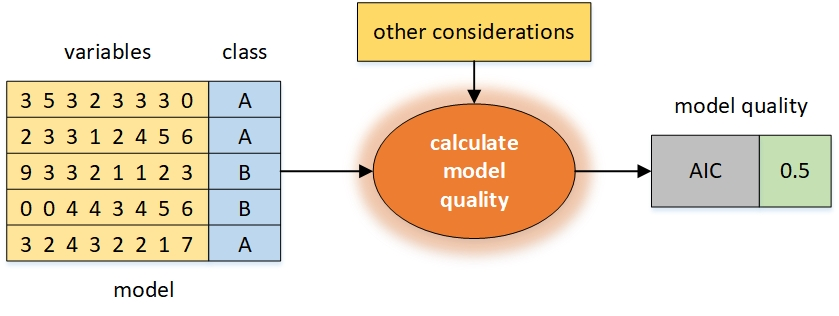 other considerations
variables class
3 5 3 2 3 3 3 0 A
2 3 3 1 2 4 5 6 A
9 3 3 2 1 1 2 3 B
0 0 4 4 3 4 5 6 B
3 2 4 3 2 2 1 7 A
model
calculate
model
quality
model quality
AIC 0.5